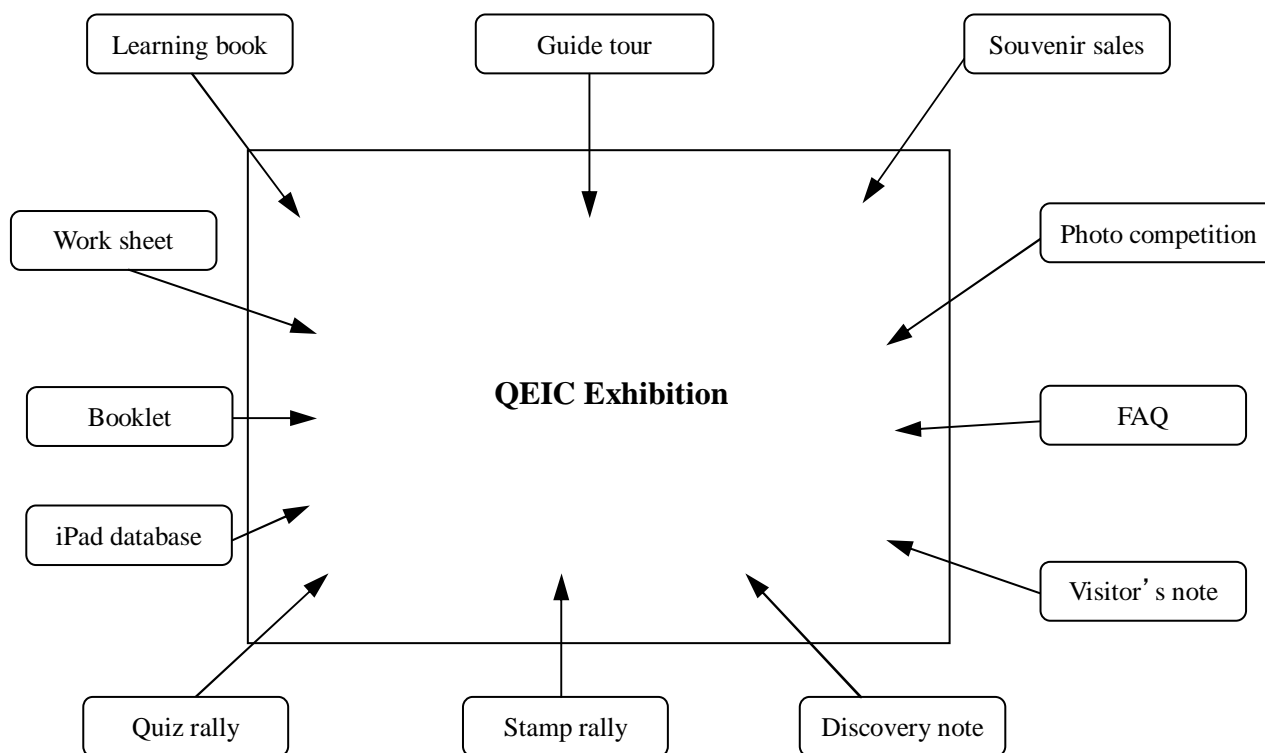 Learning book
Guide tour
Souvenir sales
Work sheet
Photo competition
QEIC Exhibition
Booklet
FAQ
iPad database
Visitor’s note
Quiz rally
Stamp rally
Discovery note